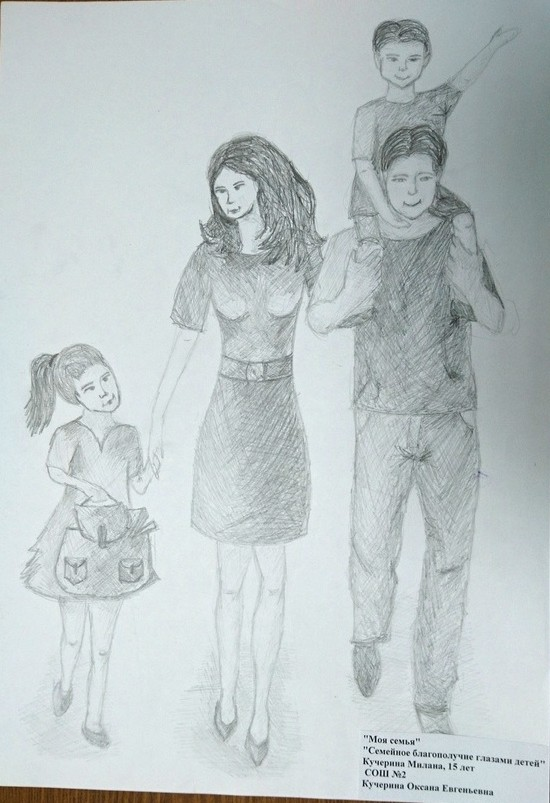 "Моя семья"
"Семейное благополучие глазами детей"
Кучерина Милана, 15 лет
СОШ №2
Кучерина Оксана Евгеньевна